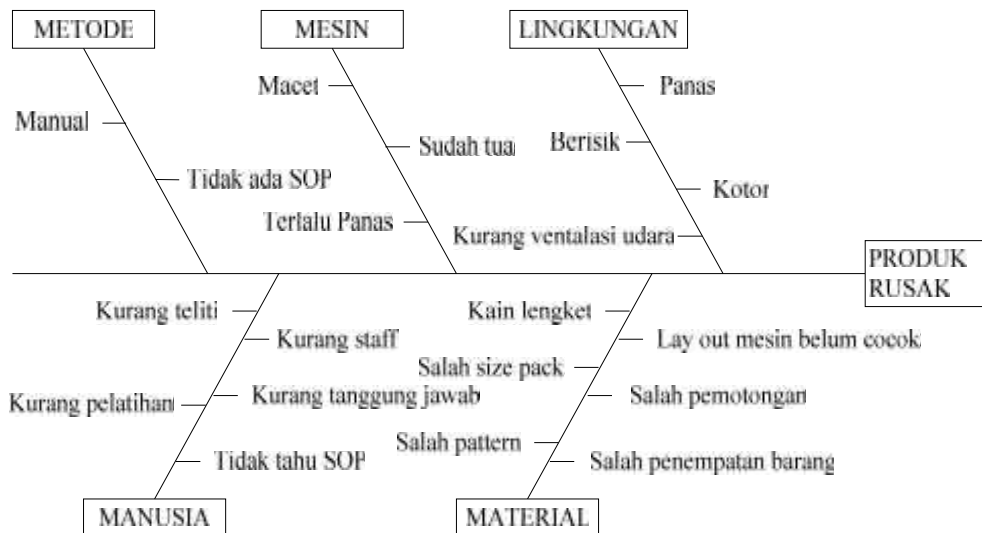 METODE
MESIN
LINGKUNGAN
Macet
Panas
Manual
Sudah tua
Berisik
Tidak ada SOP
Kotor
Terlalu Panas
Kurang ventalasi udara
PRODUK
RUSAK
Kurang teliti
Kain lengket
Kurang staff
Lay out mesin belum cocok
Salah size pack
Kurang pelatihan
Kurang tanggung jawab
Salah pemotongan
Salah pattern
Tidak tahu SOP
Salah penempatan barang
MANUSIA
MATERIAL